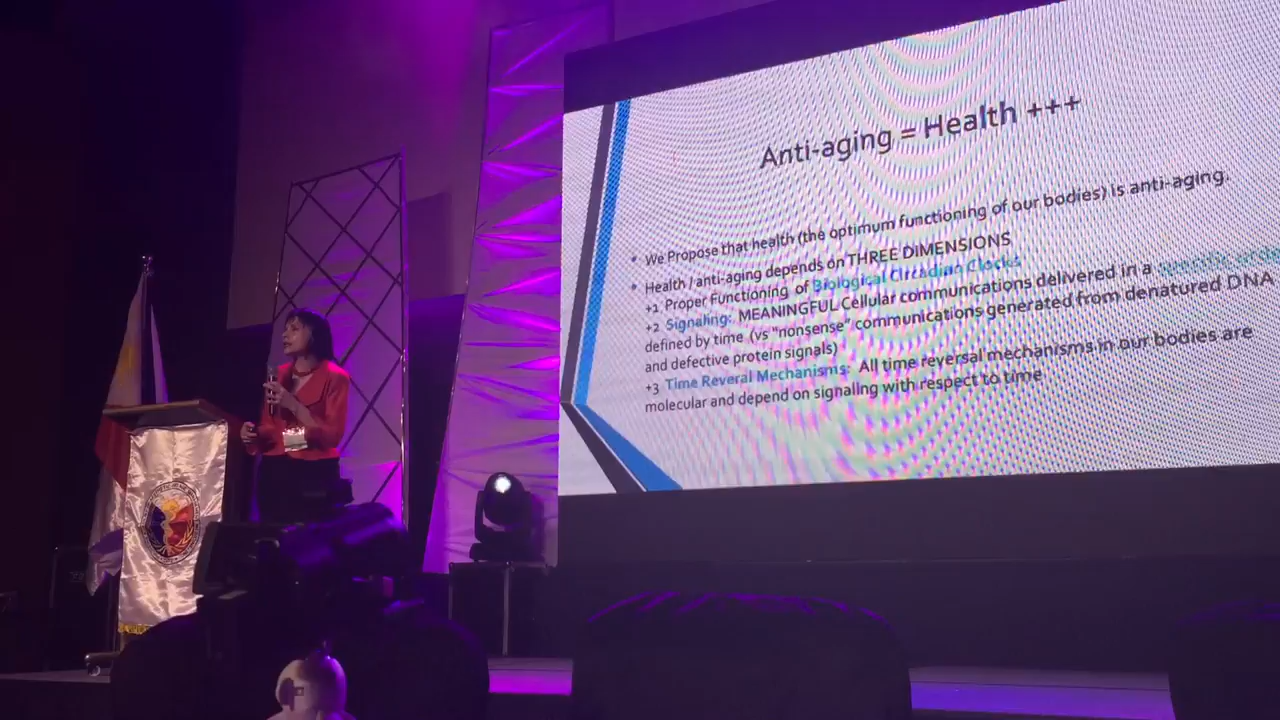 Anti-aging = Health +++
• We Propose that health (the optimum functioning of our bodies) is anti-aging.
• Health / anti-aging depends on THREE DIMENSIONS
+1 Proper Functioning of Biological Circadian Clocks
+2 Signaling: MEANINGFUL Cellular communications delivered in a
defined by time (vs "nonsense" communications generated from denatured DNA
and defective protein signals)
+3 Time Reveral Mechanisms: All time reversal mechanisms in our bodies are
molecular and depend on signaling with respect to time